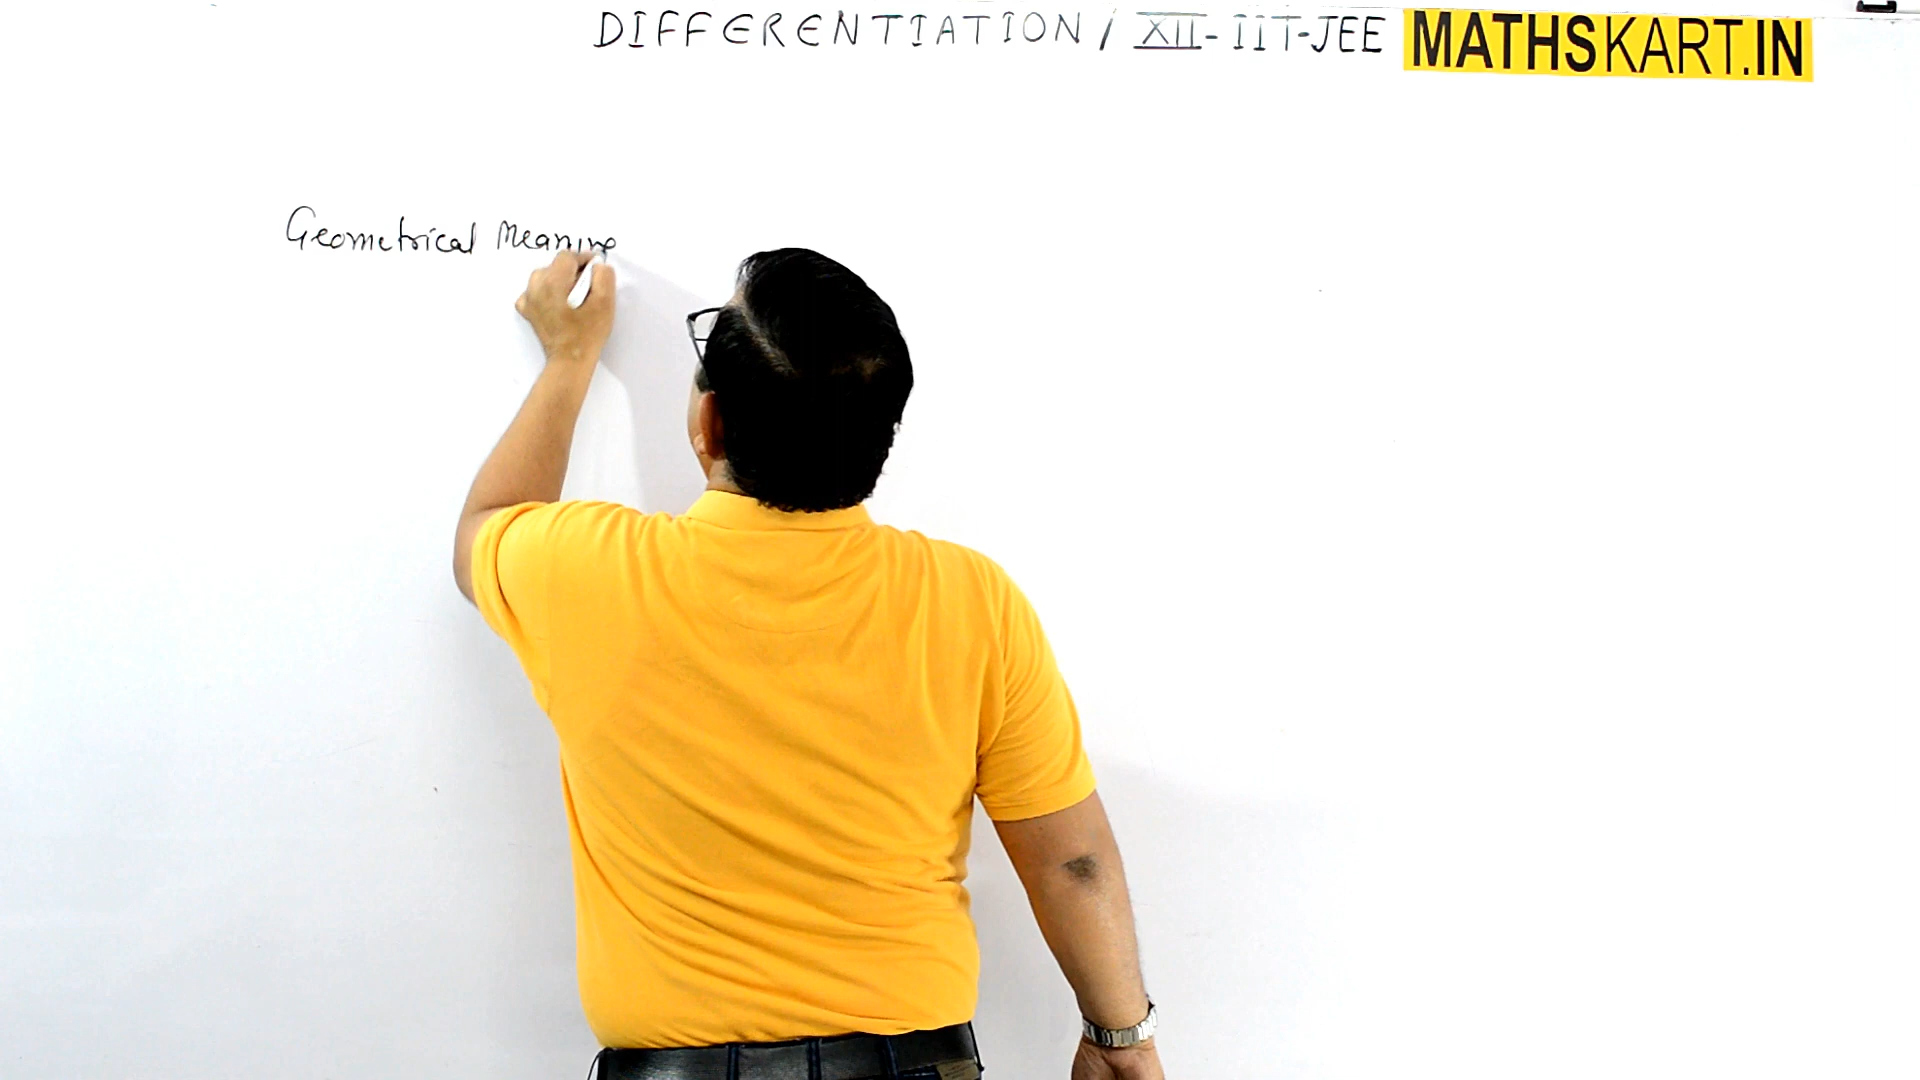 DIFFERENTIATION / XII - IIT-JEE MATHSKART.IN
Geometrical Meaning